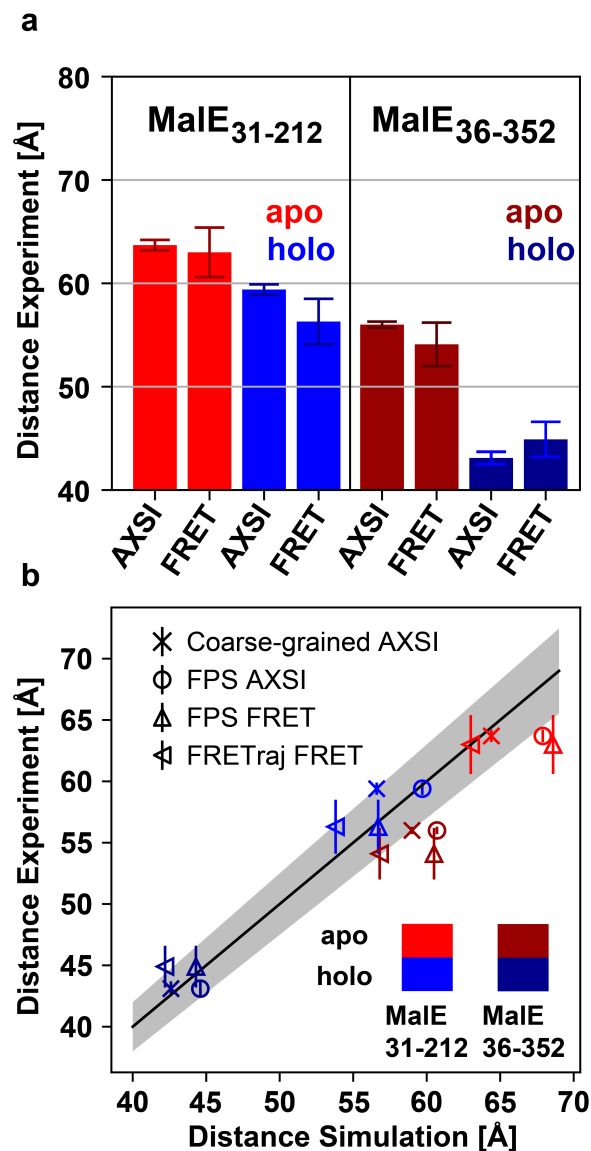 a
80
70
60
50
40
Distance Experiment [Å]
MalE31-212
MalE36-352
apo
holo
apo
holo
AXSI
FRET
AXSI
FRET
AXSI
FRET
AXSI
FRET
b
Coarse-grained AXSI
FPS AXSI
FPS FRET
FRETraj FRET
70
65
60
55
50
45
40
Distance Experiment [Å]
apo
holo
MalE
31-212
MalE
36-352
40
45
50
55
60
65
70
Distance Simulation [Å]